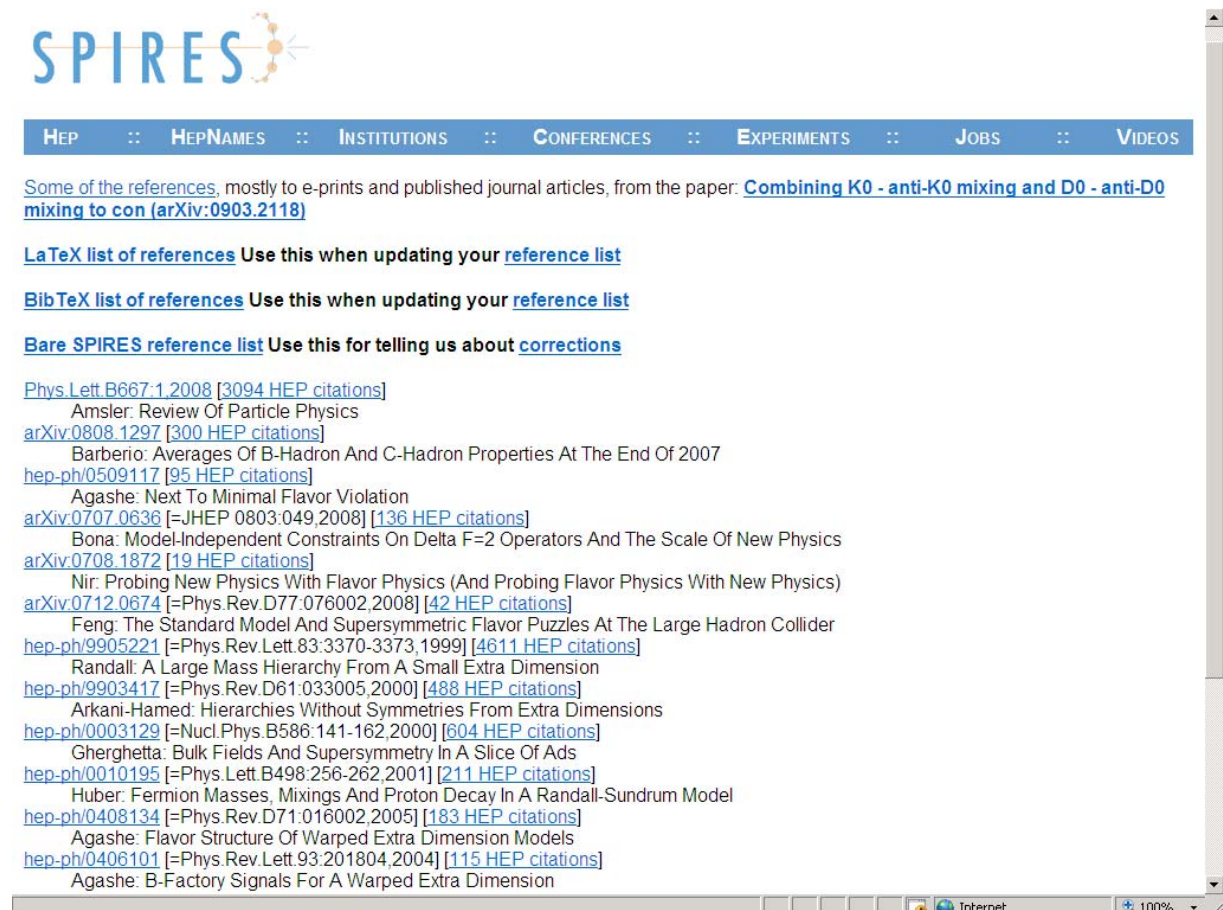 SPIRES
HEP :: HEPNAMES :: INSTITUTIONS :: CONFERENCES :: EXPERIMENTS :: JOBS :: VIDEOS
Some of the references, mostly to e-prints and published journal articles, from the paper: Combining K0 - anti-K0 mixing and D0 - anti-D0
mixing to con (arXiv:0903.2118)
LaTeX list of references Use this when updating your reference list
BibTeX list of references Use this when updating your reference list
Bare SPIRES reference list Use this for telling us about corrections
Phys.Lett.B667:1,2008 [3094 HEP citations]
Amsler: Review Of Particle Physics
arXiv:0808.1297 [300 HEP citations]
Barberio: Averages Of B-Hadron And C-Hadron Properties At The End Of 2007
hep-ph/0509117 [95 HEP citations]
Agashe: Next To Minimal Flavor Violation
arXiv:0707.0636 [=JHEP 0803:049,2008] [136 HEP citations]
Bona: Model-Independent Constraints On Delta F=2 Operators And The Scale Of New Physics
arXiv:0708.1872 [19 HEP citations]
Nir: Probing New Physics With Flavor Physics (And Probing Flavor Physics With New Physics)
arXiv:0712.0674 [=Phys.Rev.D77:076002,2008] [42 HEP citations]
Feng: The Standard Model And Supersymmetric Flavor Puzzles At The Large Hadron Collider
hep-ph/9905221 [=Phys.Rev.Lett.83:3370-3373,1999] [4611 HEP citations]
Randall: A Large Mass Hierarchy From A Small Extra Dimension
hep-ph/9903417 [=Phys.Rev.D61:033005,2000] [488 HEP citations]
Arkani-Hamed: Hierarchies Without Symmetries From Extra Dimensions
hep-ph/0003129 [=Nucl.Phys.B586:141-162,2000] [604 HEP citations]
Gherghetta: Bulk Fields And Supersymmetry In A Slice Of Ads
hep-ph/0010195 [=Phys.Lett.B498:256-262,2001] [211 HEP citations]
Huber: Fermion Masses, Mixings And Proton Decay In A Randall-Sundrum Model
hep-ph/0408134 [=Phys.Rev.D71:016002,2005] [183 HEP citations]
Agashe: Flavor Structure Of Warped Extra Dimension Models
hep-ph/0406101 [=Phys.Rev.Lett.93:201804,2004] [115 HEP citations]
Agashe: B-Factory Signals For A Warped Extra Dimension
Internet 100%